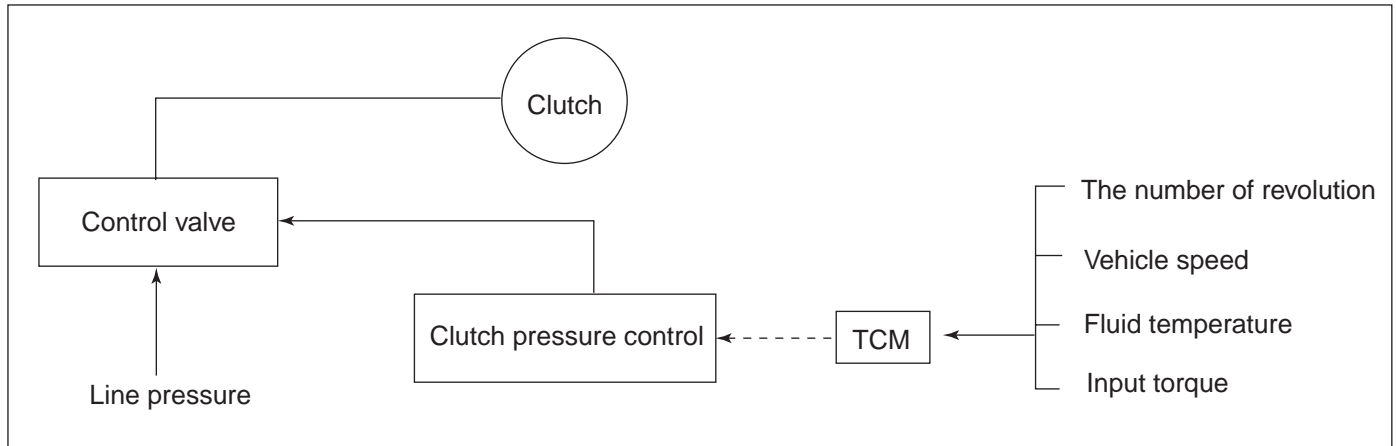 Clutch
Control valve
The number of revolution
Vehicle speed
Clutch pressure control
TCM
Fluid temperature
Input torque
Line pressure